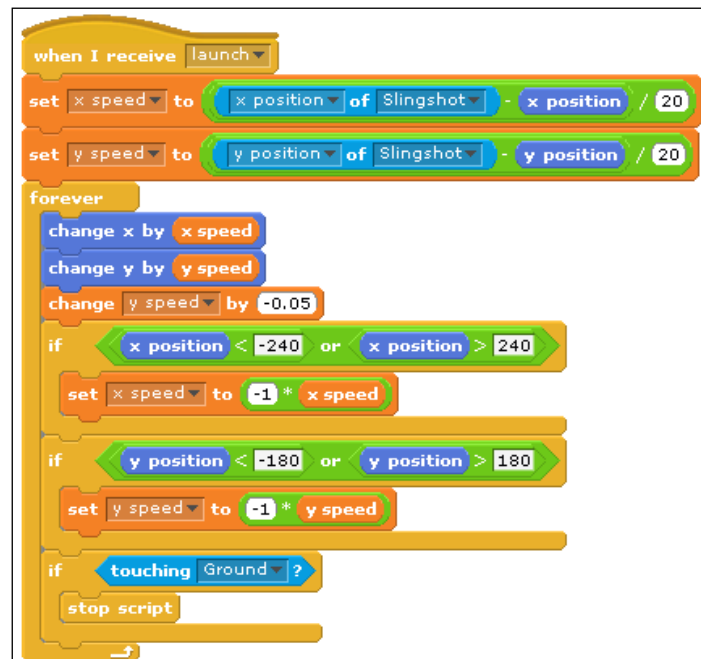 when I receive launch
set x speed to x position of Slingshot - x position / 20
set y speed to y position of Slingshot - y position / 20
forever
change x by x speed
change y by y speed
change y speed by -0.05
if x position < -240 or x position > 240
set x speed to -1 * x speed
if y position < -180 or y position > 180
set y speed to -1 * y speed
if touching Ground ?
stop script